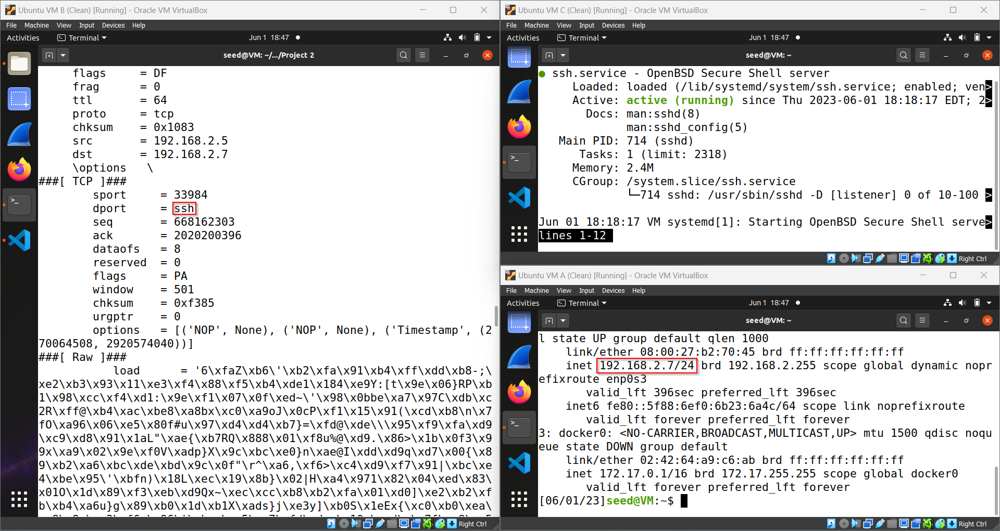 Ubuntu VM B (Clean) [Running] - Oracle VM VirtualBox
File Machine View Input Devices Help
Activities Terminal Jun 1 18:47
seed@VM: ~/.../Project 2
flags = DF
frag = 0
ttl = 64
proto = tcp
chksum = 0x1083
src = 192.168.2.5
dst = 192.168.2.7
\options \
###[ TCP ]###
sport = 33984
dport = ssh
seq = 668162303
ack = 2020200396
dataofs = 8
reserved = 0
flags = PA
window = 501
chksum = 0xf385
urgptr = 0
options = [('NOP', None), ('NOP', None), ('Timestamp', (2
70064508, 2920574040))]
###[ Raw ]###
load = '6\xfaZ\xb6\'\xb2\xfa\x91\xb4\xff\xdd\xb8-;\
xe2\xb3\x93\x11\xe3\xf4\x88\xf5\xb4\xde1\x184\xe9Y:[t\x9e\x06}RP\xb
1\x98\xcc\xf4\xd1:\x9e\xf1\x07\x0f\xed~\'\x98\x0bbe\xa7\x97C\xdb\xc
2R\xff@\xb4\xac\xbe8\xa8bx\xc0\xa9oJ\x0cP\xf1\x15\x91(\xcd\xb8\n\x7
fO\xa96\x06\xe5\x80f#u\x97\xd4\xd4\xb7}=\xfd@\xde\\\x95\xf9\xfa\xd9
\xc9\xd8\x91\x1aL"\xae{\xb7RQ\x888\x01\xf8u%@\xd9.\x86>\x1b\x0f3\x9
9x\xa9\x02\x9e\xf0V\xadp}X\x9c\xbc\xe0}n\xae@I\xdd\xd9q\xd7\x00{\x8
9\xb2\xa6\xbc\xde\xbd\x9c\x0f"\r^\xa6,\xf6>\xc4\xd9\xf7\x91|\xbc\xe
4\xbe\x95\'\xbfn)\x18L\xec\x19\x8b}\x02|H\xa4\x971\x82\x04\xed\x83\
x01O\x1d\x89\xf3\xeb\xd9Qx~\xec\xcc\xb8\xb2\xfa\x01\xd0]\xe2\xb2\xf
b\xb4\xa6u}g\x89\xb0\x1d\xb1X\xads}j\xe3y]\xb0S\x1eEx{\xc0\xb0\xea\
Right Ctrl
Ubuntu VM C (Clean) [Running] - Oracle VM VirtualBox
File Machine View Input Devices Help
Activities Terminal Jun 1 18:47
seed@VM: ~
ssh.service - OpenBSD Secure Shell server
Loaded: loaded (/lib/systemd/system/ssh.service; enabled; ven>
Active: active (running) since Thu 2023-06-01 18:18:17 EDT; 2>
Docs: man:sshd(8)
man:sshd_config(5)
Main PID: 714 (sshd)
Tasks: 1 (limit: 2318)
Memory: 2.4M
CGroup: /system.slice/ssh.service
└─714 sshd: /usr/sbin/sshd -D [listener] 0 of 10-100 >
Jun 01 18:18:17 VM systemd[1]: Starting OpenBSD Secure Shell serve>
lines 1-12
Right Ctrl
Ubuntu VM A (Clean) [Running] - Oracle VM VirtualBox
File Machine View Input Devices Help
Activities Terminal Jun 1 18:47
seed@VM: ~
l state UP group default qlen 1000
link/ether 08:00:27:b2:70:45 brd ff:ff:ff:ff:ff:ff
inet 192.168.2.7/24 brd 192.168.2.255 scope global dynamic nopr
efixroute enp0s3
valid_lft 396sec preferred_lft 396sec
inet6 fe80::5f88:6ef0:6b23:6a4c/64 scope link noprefixroute
valid_lft forever preferred_lft forever
3: docker0: <NO-CARRIER,BROADCAST,MULTICAST,UP> mtu 1500 qdisc noqu
eue state DOWN group default
link/ether 02:42:64:a9:c6:ab brd ff:ff:ff:ff:ff:ff
inet 172.17.0.1/16 brd 172.17.255.255 scope global docker0
valid_lft forever preferred_lft forever
[06/01/23]seed@VM:~$
Right Ctrl